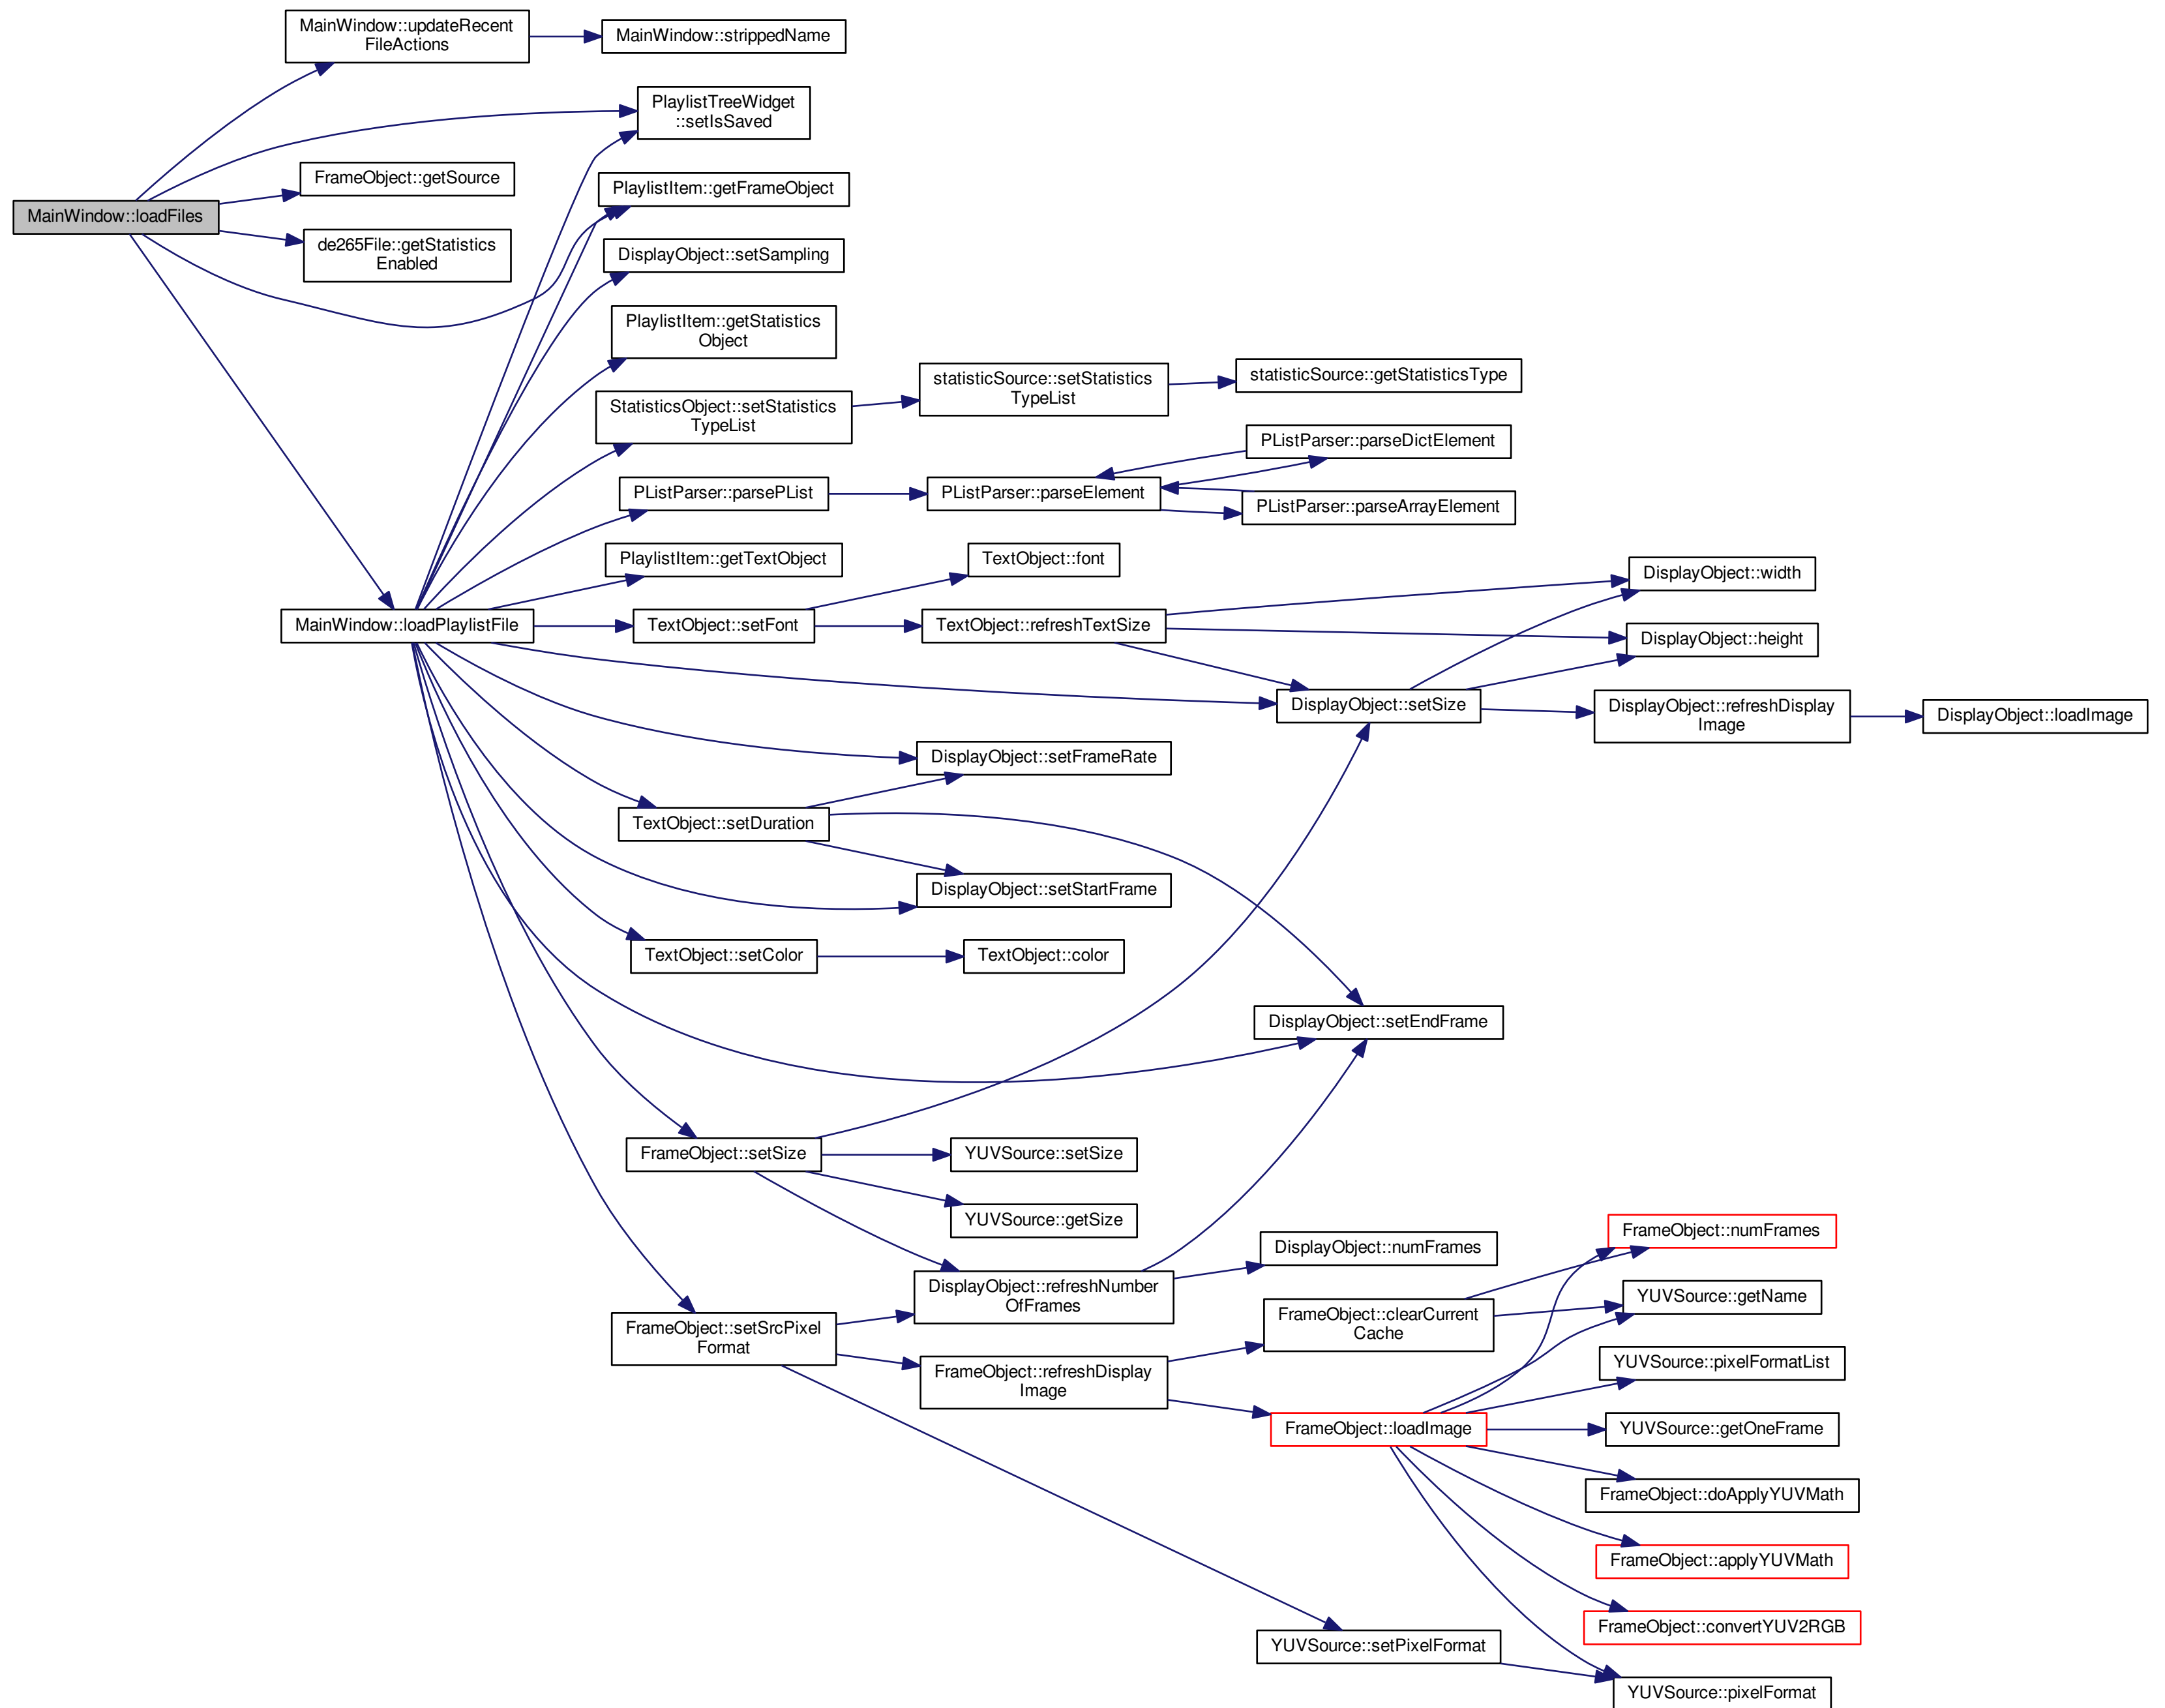 MainWindow::updateRecent
FileActions
MainWindow::strippedName
PlaylistTreeWidget
::setIsSaved
FrameObject::getSource
PlaylistItem::getFrameObject
MainWindow::loadFiles
de265File::getStatistics
Enabled
DisplayObject::setSampling
PlaylistItem::getStatistics
Object
statisticSource::setStatistics
TypeList
statisticSource::getStatisticsType
StatisticsObject::setStatistics
TypeList
PListParser::parseDictElement
PListParser::parsePList
PListParser::parseElement
PListParser::parseArrayElement
PlaylistItem::getTextObject
TextObject::font
DisplayObject::width
MainWindow::loadPlaylistFile
TextObject::setFont
TextObject::refreshTextSize
DisplayObject::height
DisplayObject::setSize
DisplayObject::refreshDisplay
Image
DisplayObject::loadImage
DisplayObject::setFrameRate
TextObject::setDuration
DisplayObject::setStartFrame
TextObject::setColor
TextObject::color
DisplayObject::setEndFrame
FrameObject::setSize
YUVSource::setSize
YUVSource::getSize
FrameObject::numFrames
DisplayObject::numFrames
DisplayObject::refreshNumber
OfFrames
YUVSource::getName
FrameObject::clearCurrent
Cache
FrameObject::setSrcPixel
Format
YUVSource::pixelFormatList
FrameObject::refreshDisplay
Image
FrameObject::loadImage
YUVSource::getOneFrame
FrameObject::doApplyYUVMath
FrameObject::applyYUVMath
FrameObject::convertYUV2RGB
YUVSource::setPixelFormat
YUVSource::pixelFormat